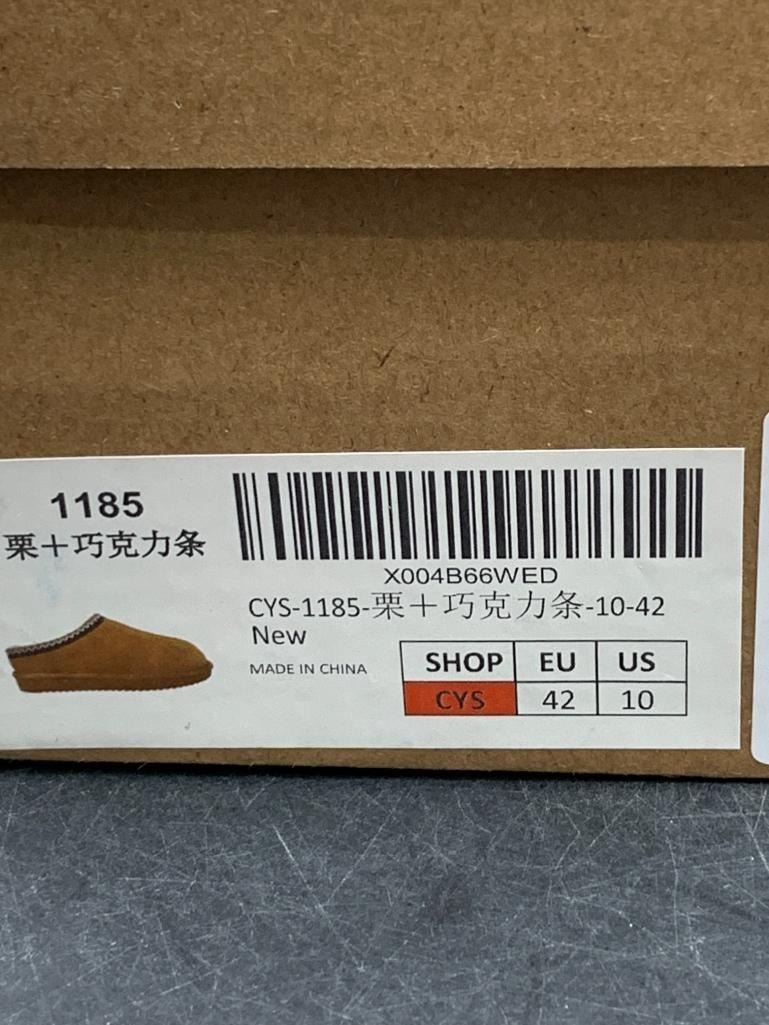 1185
栗＋巧克力条
X004B66WED
CYS-1185-栗＋巧克力条-10-42
New
MADE IN CHINA
SHOP EU US
CYS 42 10